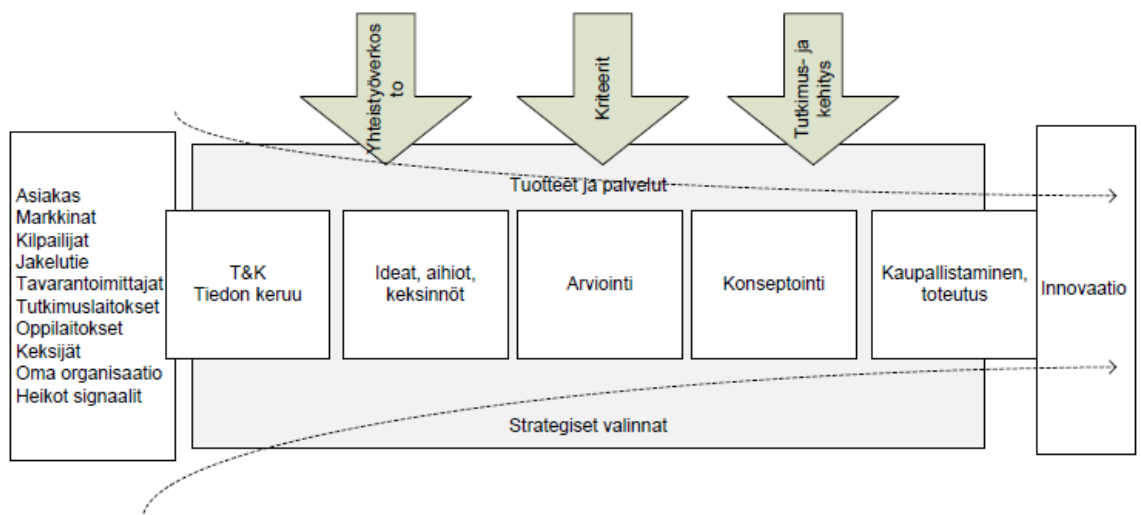 Yhteistyöverkos
to
Kriteerit
Tutkimus- ja
kehitys
Asiakas
Markkinat
Kilpailijat
Jakelutie
Tavarantoimittajat
Tutkimuslaitokset
Oppilaitokset
Keksijät
Oma organisaatio
Heikot signaalit
Tuotteet ja palvelut
T&K
Tiedon keruu
Ideat, aihiot,
keksinnöt
Arviointi
Konseptointi
Kaupallistaminen,
toteutus
Innovaatio
Strategiset valinnat